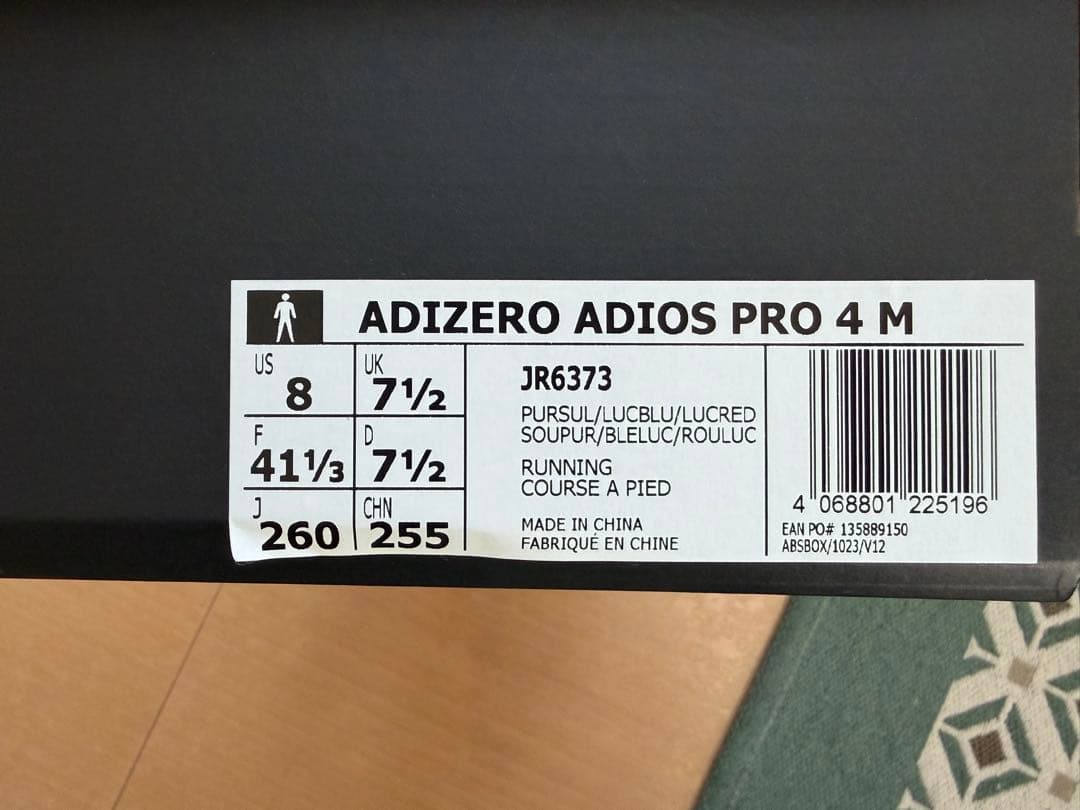 ADIZERO ADIOS PRO 4 M
US 8
UK 7½
F 41⅓
D 7½
J 260
CHN 255
JR6373
PURSUL/LUCBLU/LUCRED
SOUPUR/BLELUC/ROULUC
RUNNING
COURSE A PIED
MADE IN CHINA
FABRIQUÉ EN CHINE
4 068801 225196
EAN PO# 135889150
ABSBOX/1023/V12